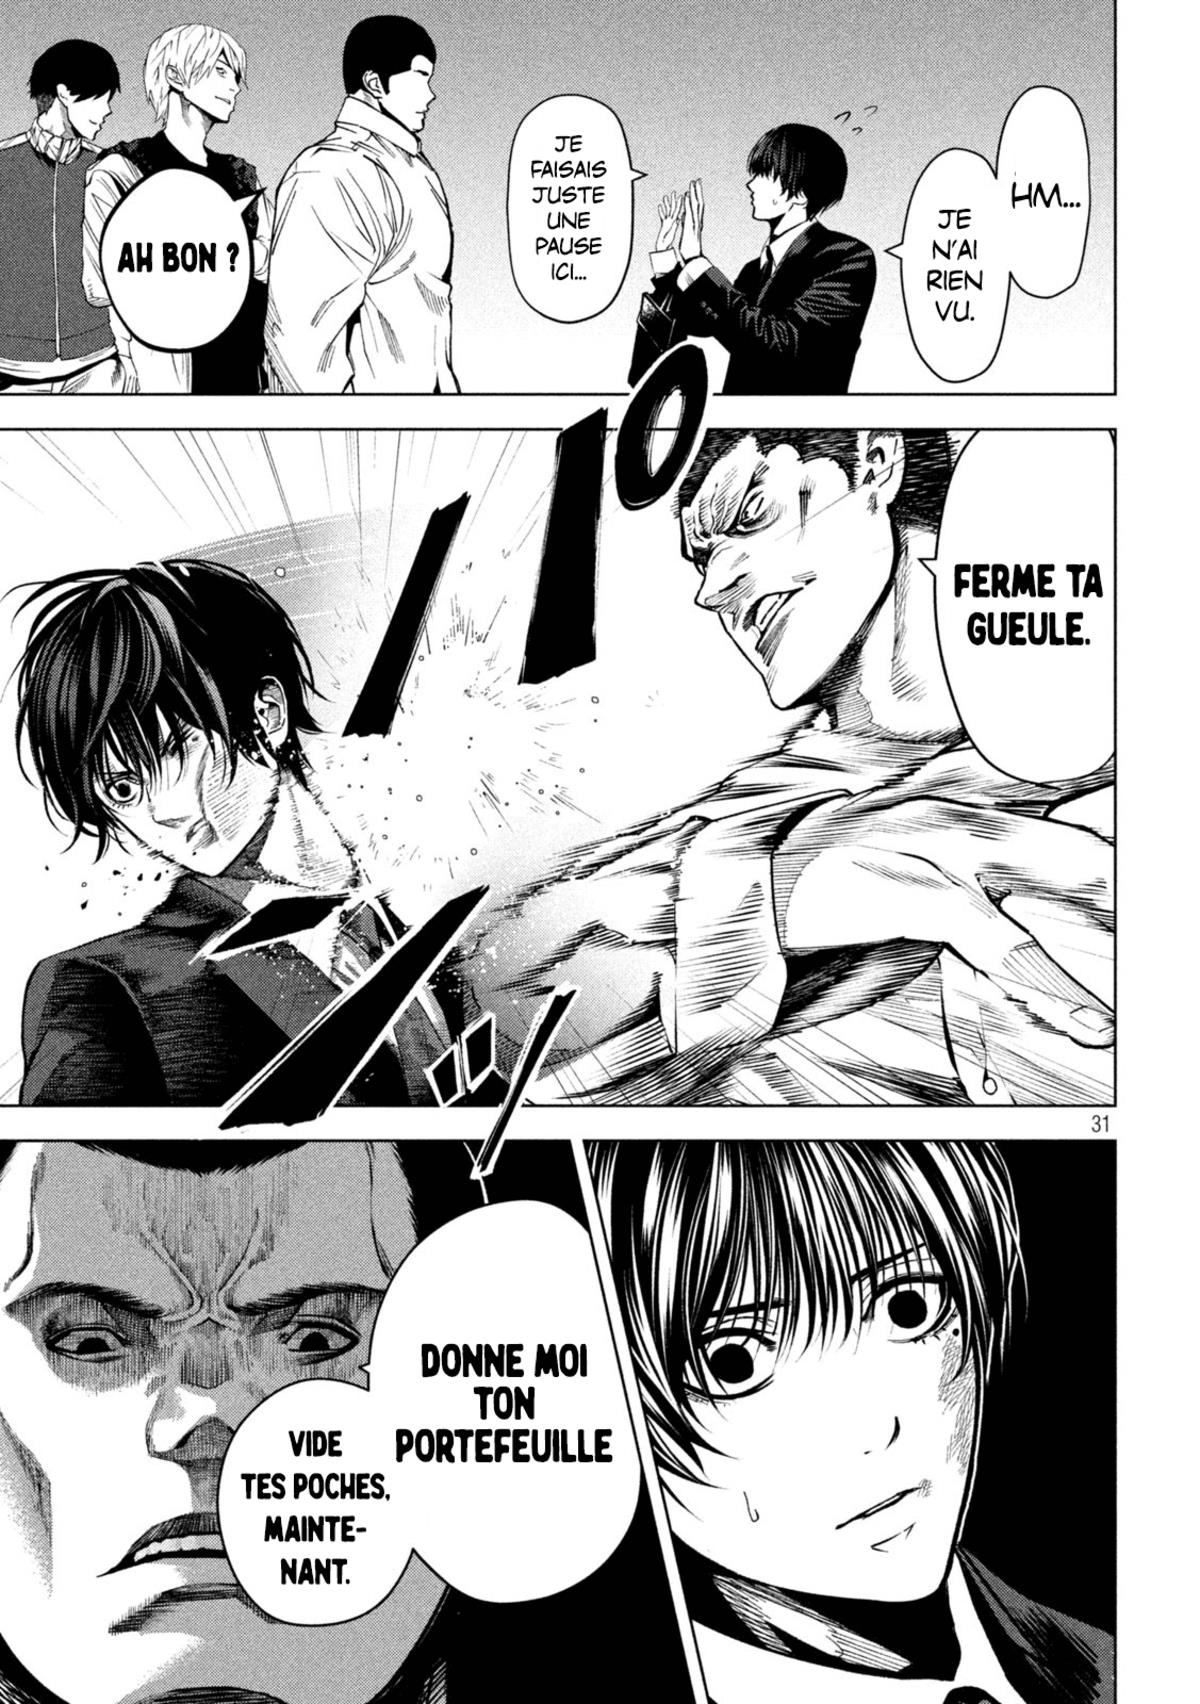 HM...
JE
N'AI
RIEN
VU.
JE
FAISAIS
JUSTE
UNE
PAUSE
ICI...
AH BON ?
FERME TA
GUEULE.
31
DONNE MOI
TON
PORTEFEUILLE
VIDE
TES POCHES,
MAINTE-
NANT.